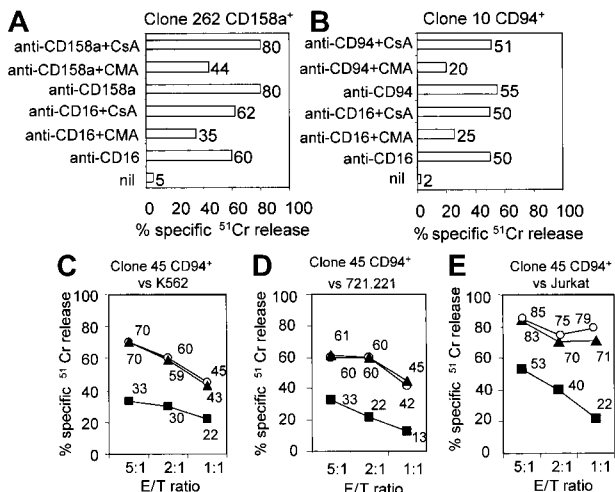 A
Clone 262 CD158a⁺
anti-CD158a+CsA 80
anti-CD158a+CMA 44
anti-CD158a 80
anti-CD16+CsA 62
anti-CD16+CMA 35
anti-CD16 60
nil 5
0 20 40 60 80 100
% specific ⁵¹Cr release
B
Clone 10 CD94⁺
anti-CD94+CsA 51
anti-CD94+CMA 20
anti-CD94 55
anti-CD16+CsA 50
anti-CD16+CMA 25
anti-CD16 50
nil 2
0 20 40 60 80 100
% specific ⁵¹Cr release
C
Clone 45 CD94⁺
vs K562
% specific ⁵¹ Cr release
100
80
60
40
20
0
70 60 45
70 59 43
33 30 22
5:1 2:1 1:1
E/T ratio
D
Clone 45 CD94⁺
vs 721.221
% specific ⁵¹ Cr release
100
80
60
40
20
0
61 60 45
60 60 42
33 22 13
5:1 2:1 1:1
E/T ratio
E
Clone 45 CD94⁺
vs Jurkat
% specific ⁵¹ Cr release
100
80
60
40
20
0
85 75 79
83 70 71
53 40 22
5:1 2:1 1:1
E/T ratio